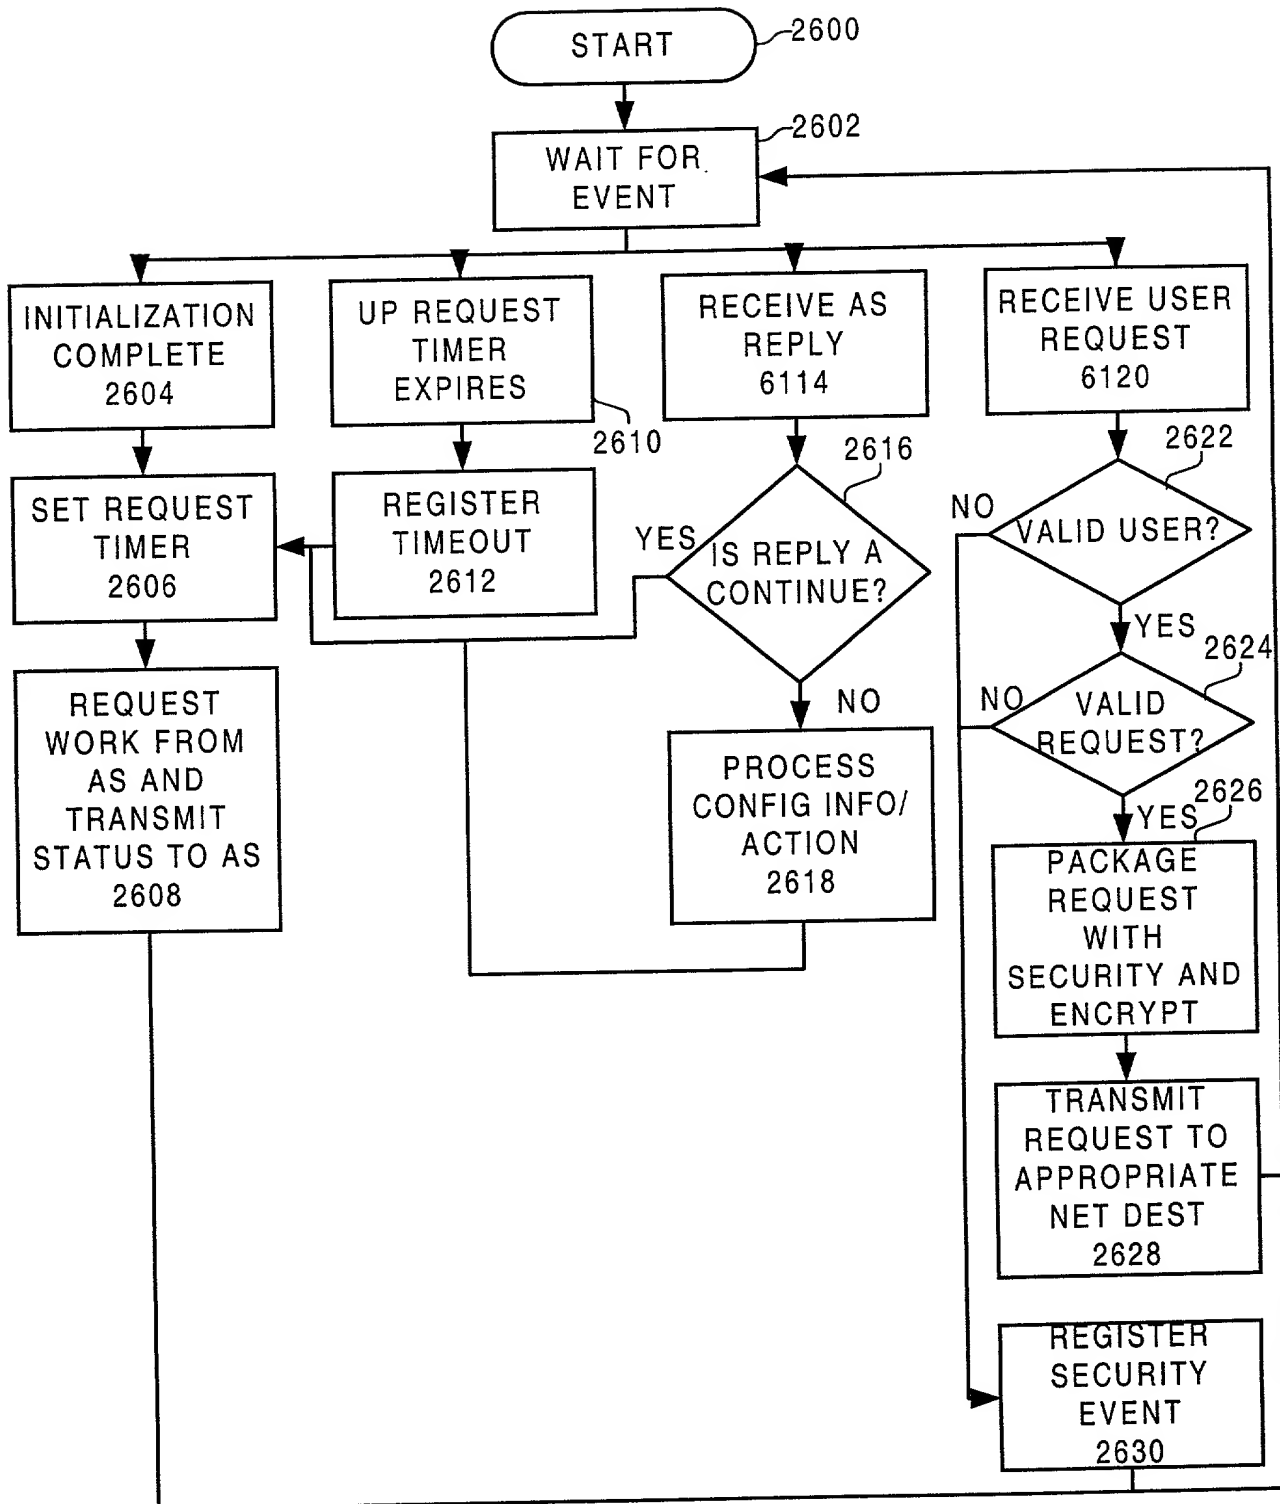 START
2600
WAIT FOR
EVENT
2602
INITIALIZATION
COMPLETE
2604
UP REQUEST
TIMER
EXPIRES
2610
RECEIVE AS
REPLY
6114
RECEIVE USER
REQUEST
6120
SET REQUEST
TIMER
2606
REGISTER
TIMEOUT
2612
2616
YES
IS REPLY A
CONTINUE?
NO
2622
NO
VALID USER?
YES
2624
NO
VALID
REQUEST?
YES
2626
REQUEST
WORK FROM
AS AND
TRANSMIT
STATUS TO AS
2608
PROCESS
CONFIG INFO/
ACTION
2618
PACKAGE
REQUEST
WITH
SECURITY AND
ENCRYPT
TRANSMIT
REQUEST TO
APPROPRIATE
NET DEST
2628
REGISTER
SECURITY
EVENT
2630